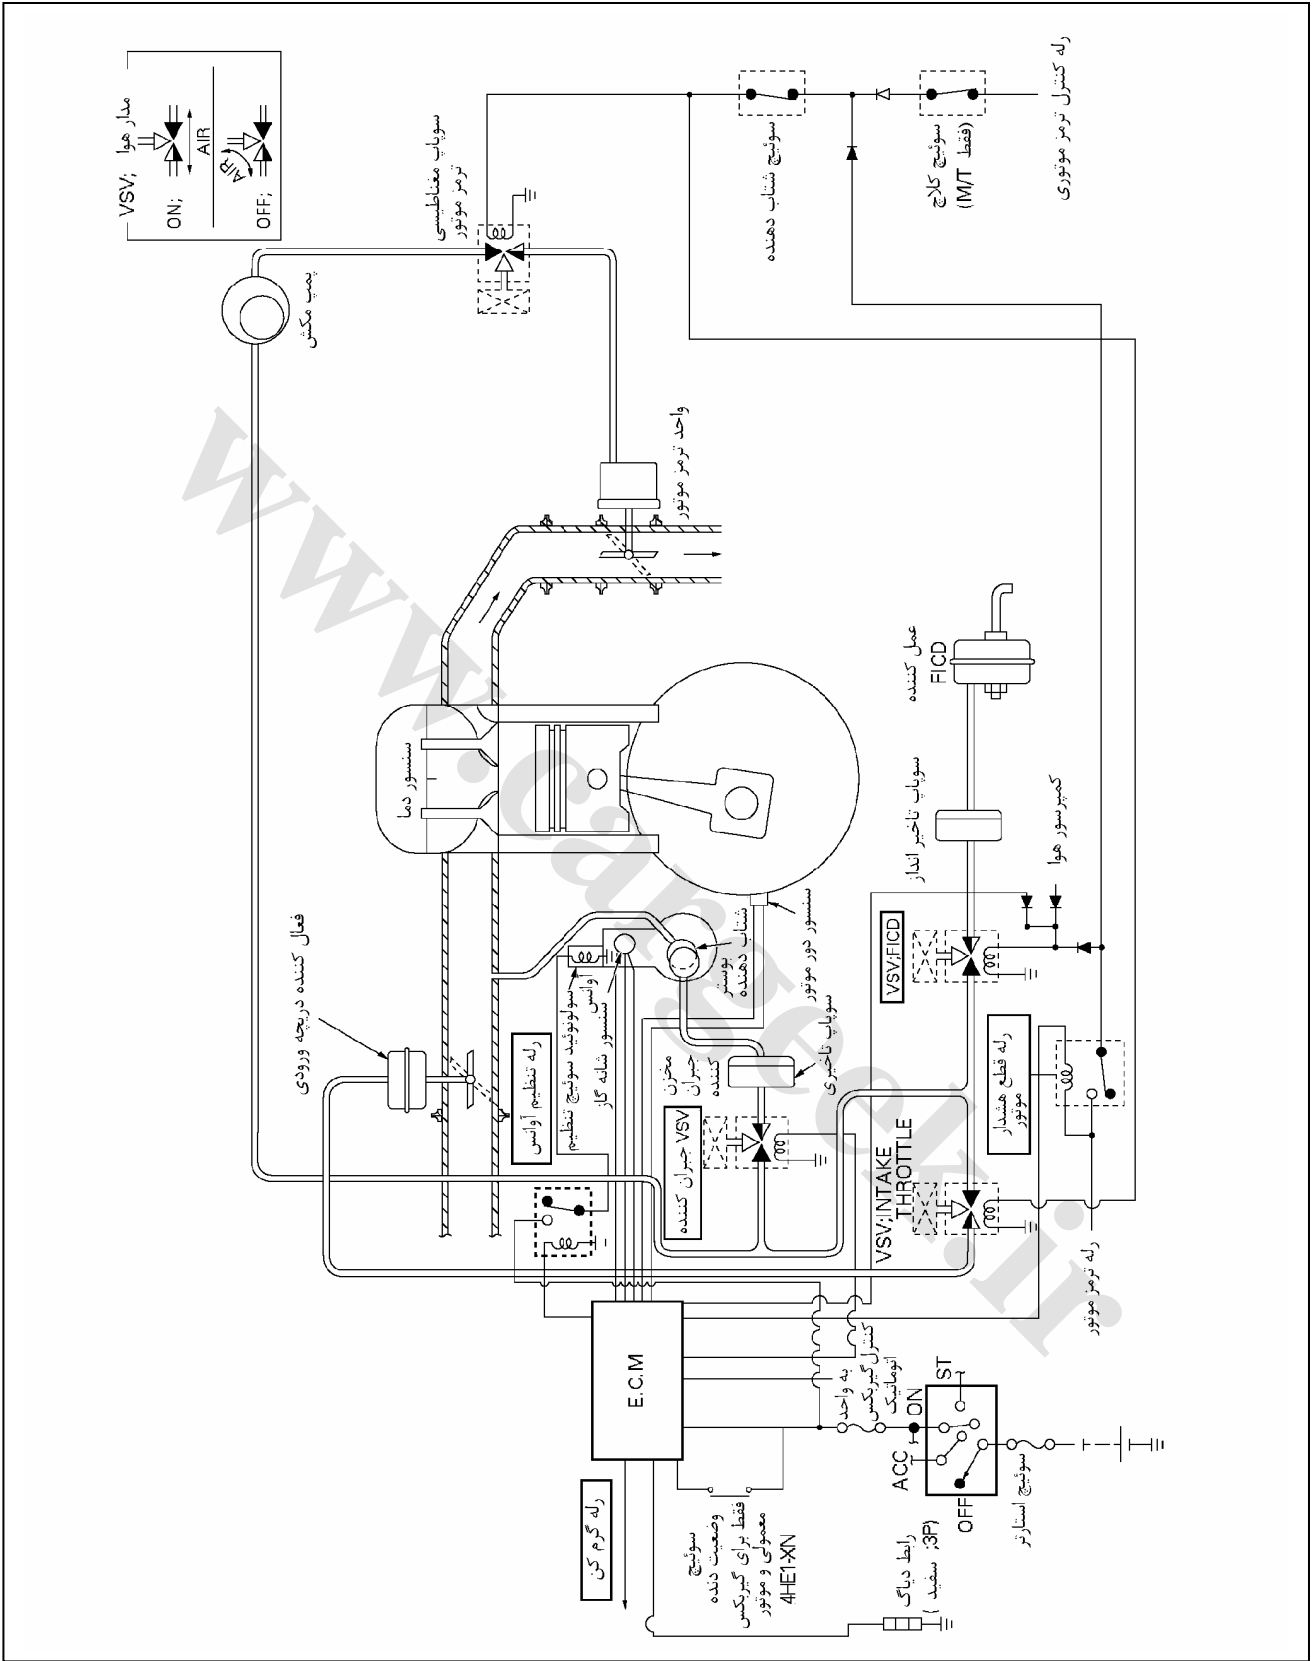 VSV; مدار هوا
ON;
AIR
OFF;
AIR
پمپ مکش
سوپاپ مغناطیسی
ترمز موتور
سوئیچ شتاب دهنده
سوئیچ کلاچ
(فقط M/T)
رله کنترل ترمز موتوری
واحد ترمز موتور
سنسور دما
عمل کننده
FICD
سوپاپ تاخیر انداز
کمپرسور هوا
VSV;FICD
فعال کننده دریچه ورودی
رله تنظیم آوانس
سولونوئید سوئیچ تنظیم
آوانس
سنسور شانه گاز
بوستر
شتاب دهنده
سنسور دور موتور
مخزن
جبران
کننده
سوپاپ تاخیری
VSV جبران کننده
VSV;INTAKE
THROTTLE
رله قطع هشدار
موتور
رله ترمز موتور
E.C.M
به واحد
کنترل گیربکس
اتوماتیک
رله گرم کن
سوئیچ
وضعیت دنده
فقط برای گیربکس
معمولی و موتور
4HE1-XN
ACC
ON
ST
OFF
سوئیچ استارتر
رابط دیاگ
( سفید ;3P)
www.cargeek.ir